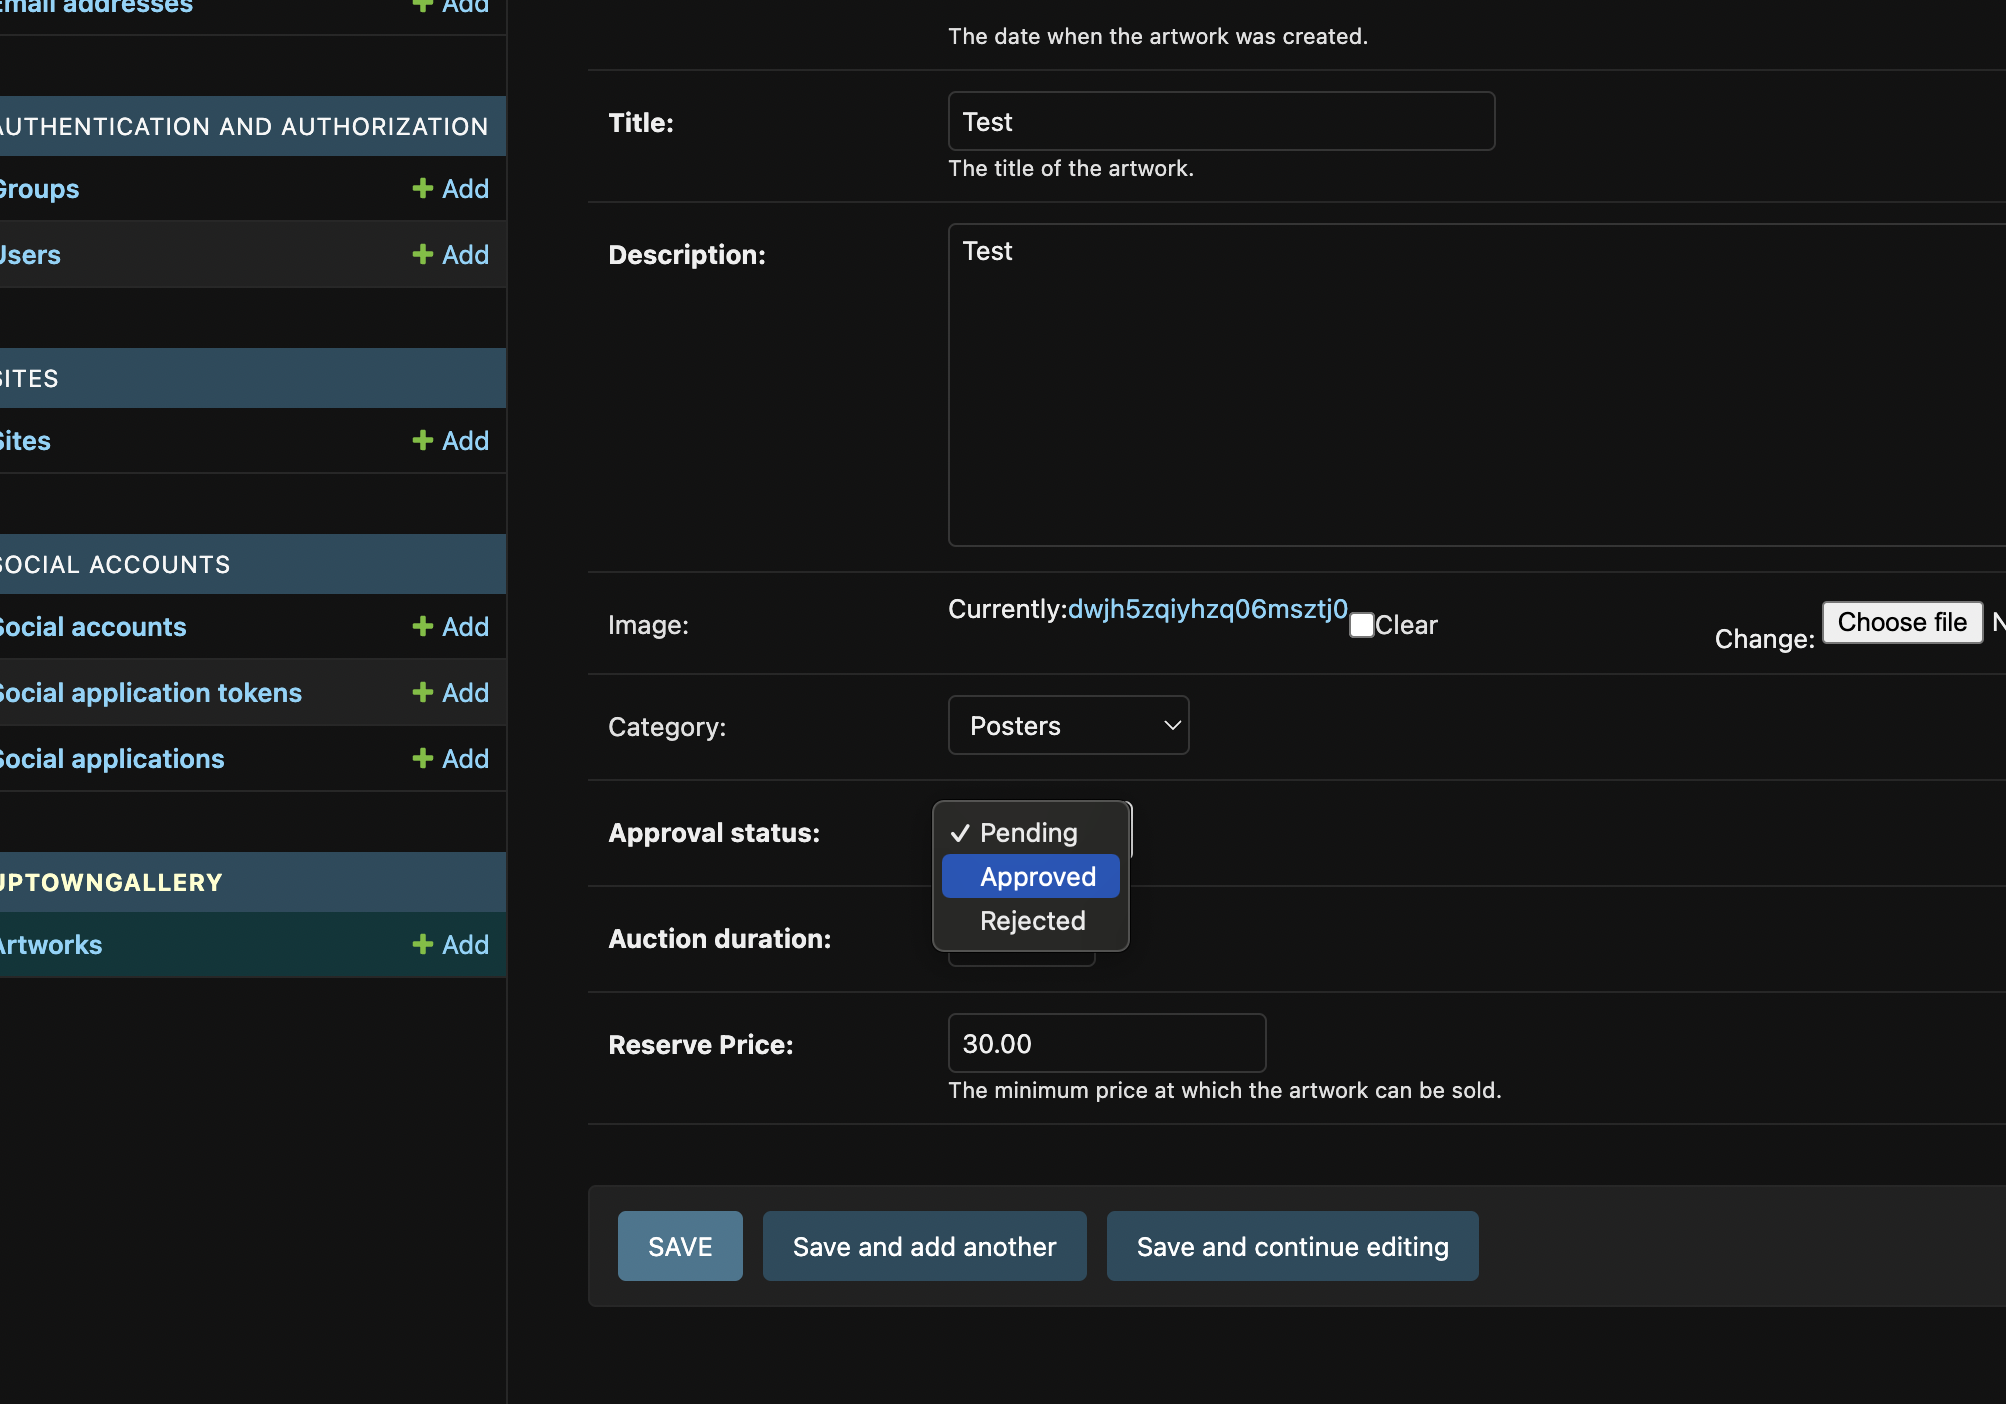 Email addresses
Add
AUTHENTICATION AND AUTHORIZATION
Groups
Add
Users
Add
SITES
Sites
Add
SOCIAL ACCOUNTS
Social accounts
Add
Social application tokens
Add
Social applications
Add
UPTOWNGALLERY
Artworks
Add
The date when the artwork was created.
Title:
Test
The title of the artwork.
Description:
Test
Image:
Currently:dwjh5zqiyhzq06msztj0
Clear
Change:
Choose file
Category:
Posters
Approval status:
✓ Pending
Approved
Rejected
Auction duration:
Reserve Price:
30.00
The minimum price at which the artwork can be sold.
SAVE
Save and add another
Save and continue editing